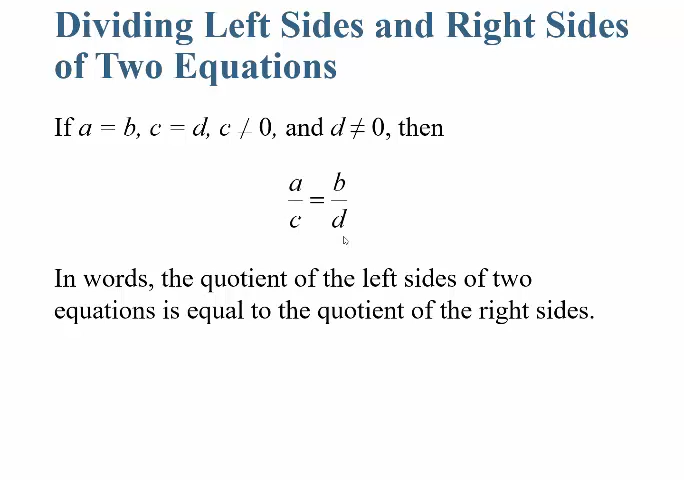 Dividing Left Sides and Right Sides
of Two Equations
If a = b, c = d, c / 0, and d ≠ 0, then
a/c = b/d
In words, the quotient of the left sides of two
equations is equal to the quotient of the right sides.